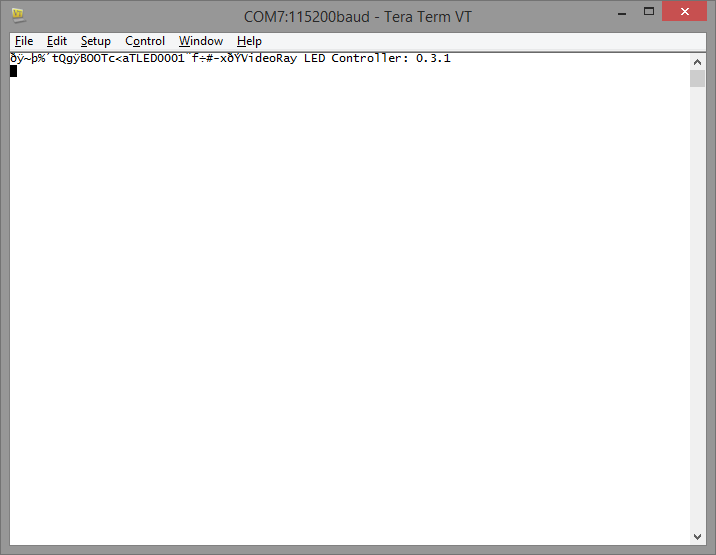 COM7:115200baud - Tera Term VT
File Edit Setup Control Window Help
ðÿ~þ%´tQgÿBOOTc<aTLED0001¨f÷#-xðÝVideoRay LED Controller: 0.3.1